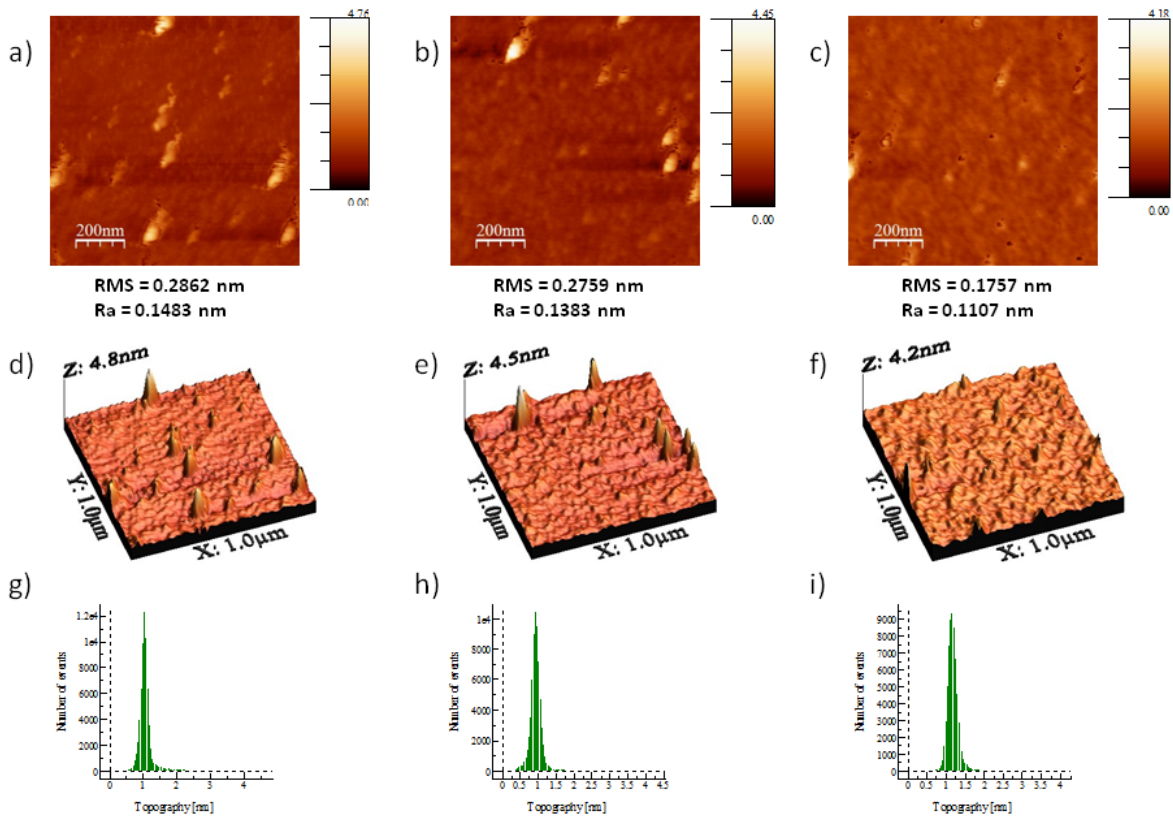 a)
4.76
0.00
200nm
RMS = 0.2862 nm
Ra = 0.1483 nm
b)
4.45
0.00
200nm
RMS = 0.2759 nm
Ra = 0.1383 nm
c)
4.18
0.00
200nm
RMS = 0.1757 nm
Ra = 0.1107 nm
d)
Z: 4.8nm
Y: 1.0µm
X: 1.0µm
e)
Z: 4.5nm
Y: 1.0µm
X: 1.0µm
f)
Z: 4.2nm
Y: 1.0µm
X: 1.0µm
g)
Number of events
1.2e4
1e4
8000
6000
4000
2000
0
0 1 2 3 4
Topography [nm]
h)
Number of events
1e4
8000
6000
4000
2000
0
0 0.5 1 1.5 2 2.5 3 3.5 4 4.5
Topography [nm]
i)
Number of events
9000
8000
7000
6000
5000
4000
3000
2000
1000
0
0 0.5 1 1.5 2 2.5 3 3.5 4
Topography [nm]